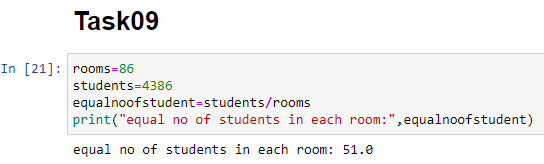 Task09
In [21]: rooms=86
students=4386
equalnoofstudent=students/rooms
print("equal no of students in each room:",equalnoofstudent)
equal no of students in each room: 51.0